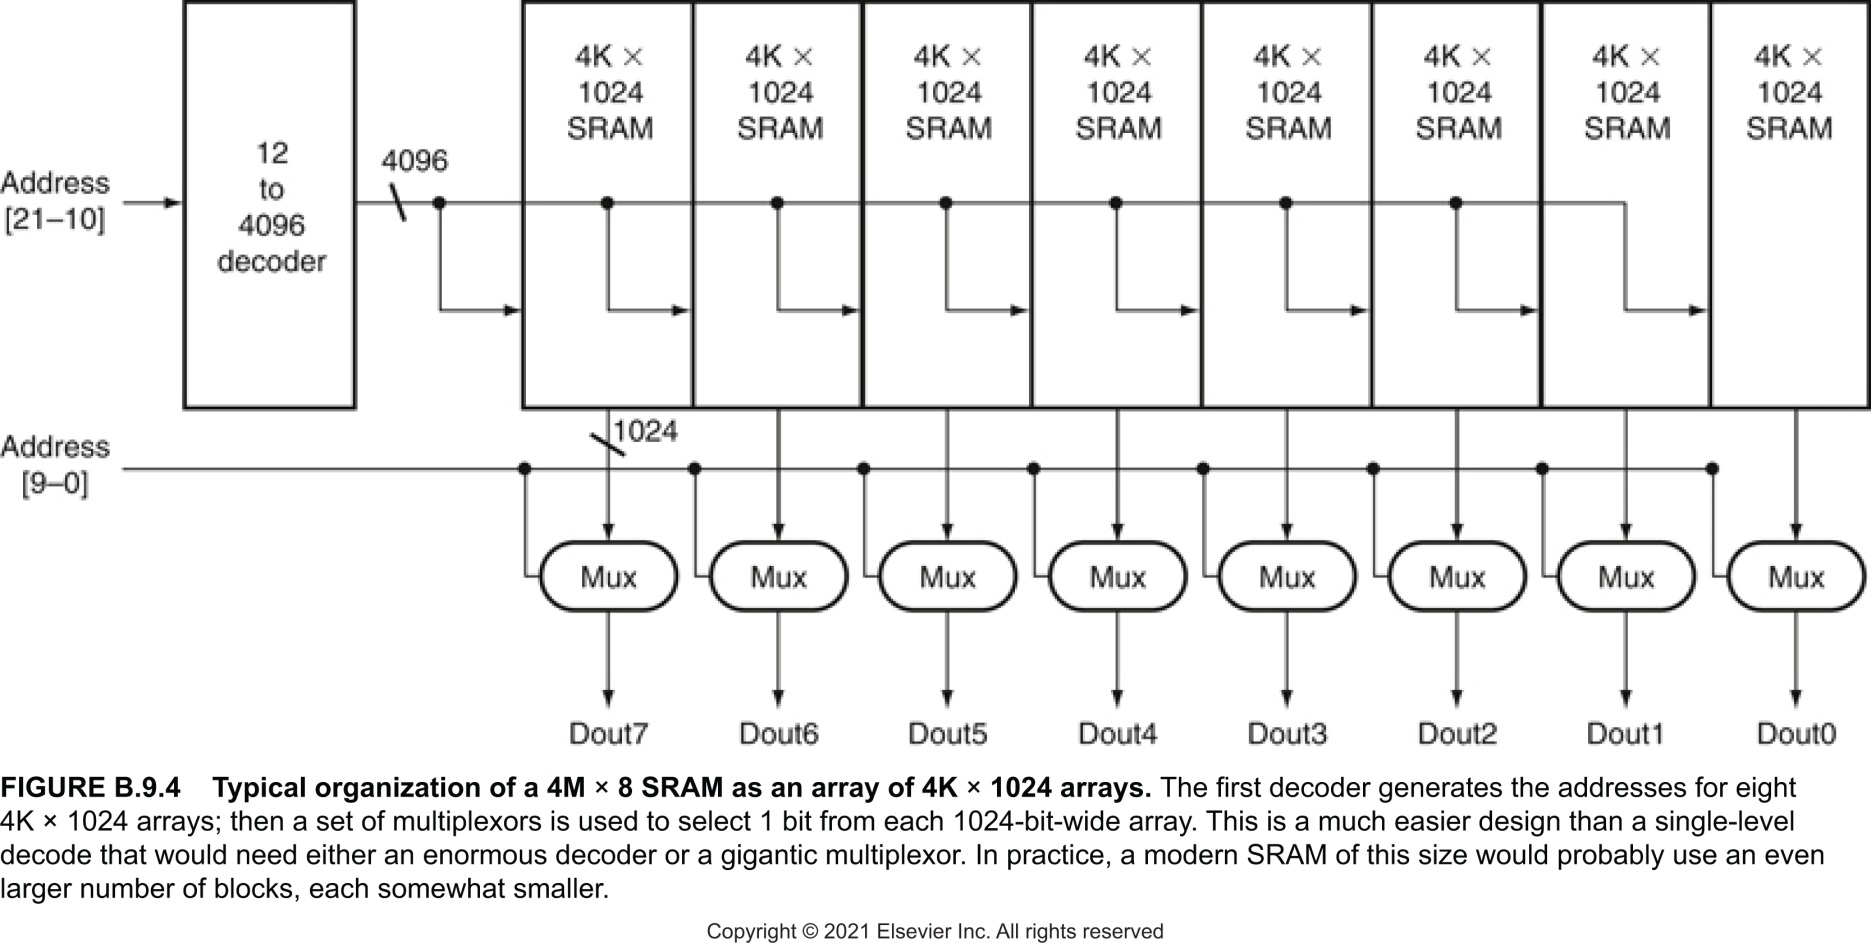 4K ×
1024
SRAM
4K ×
1024
SRAM
4K ×
1024
SRAM
4K ×
1024
SRAM
4K ×
1024
SRAM
4K ×
1024
SRAM
4K ×
1024
SRAM
4K ×
1024
SRAM
Address
[21–10]
12
to
4096
decoder
4096
1024
Address
[9–0]
Mux
Mux
Mux
Mux
Mux
Mux
Mux
Mux
Dout7
Dout6
Dout5
Dout4
Dout3
Dout2
Dout1
Dout0
FIGURE B.9.4 Typical organization of a 4M × 8 SRAM as an array of 4K × 1024 arrays. The first decoder generates the addresses for eight
4K × 1024 arrays; then a set of multiplexors is used to select 1 bit from each 1024-bit-wide array. This is a much easier design than a single-level
decode that would need either an enormous decoder or a gigantic multiplexor. In practice, a modern SRAM of this size would probably use an even
larger number of blocks, each somewhat smaller.
Copyright © 2021 Elsevier Inc. All rights reserved